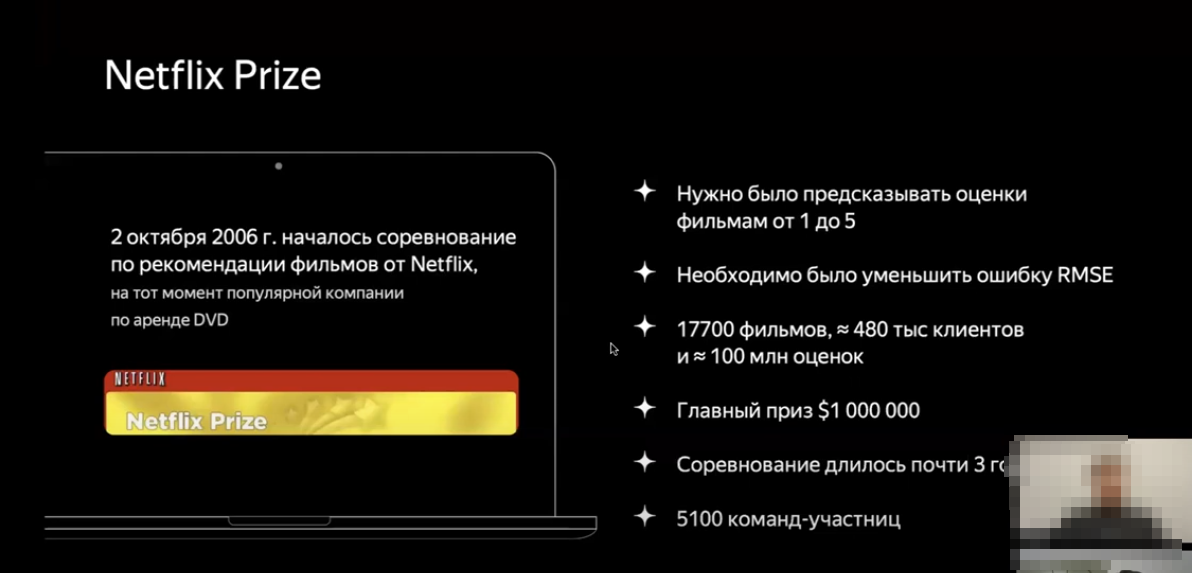 Netflix Prize
2 октября 2006 г. началось соревнование
по рекомендации фильмов от Netflix,
на тот момент популярной компании
по аренде DVD
NETFLIX
Netflix Prize
Нужно было предсказывать оценки
фильмам от 1 до 5
Необходимо было уменьшить ошибку RMSE
17700 фильмов, ≈ 480 тыс клиентов
и ≈ 100 млн оценок
Главный приз $1 000 000
Соревнование длилось почти 3
5100 команд-участниц